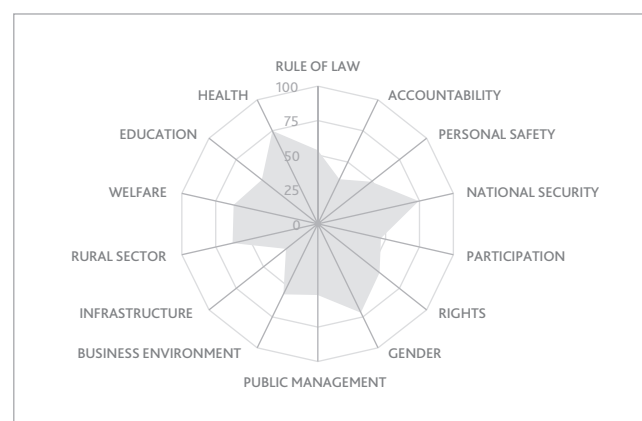 RULE OF LAW
100
HEALTH
ACCOUNTABILITY
75
EDUCATION
PERSONAL SAFETY
50
WELFARE
25
NATIONAL SECURITY
0
RURAL SECTOR
PARTICIPATION
INFRASTRUCTURE
RIGHTS
BUSINESS ENVIRONMENT
GENDER
PUBLIC MANAGEMENT